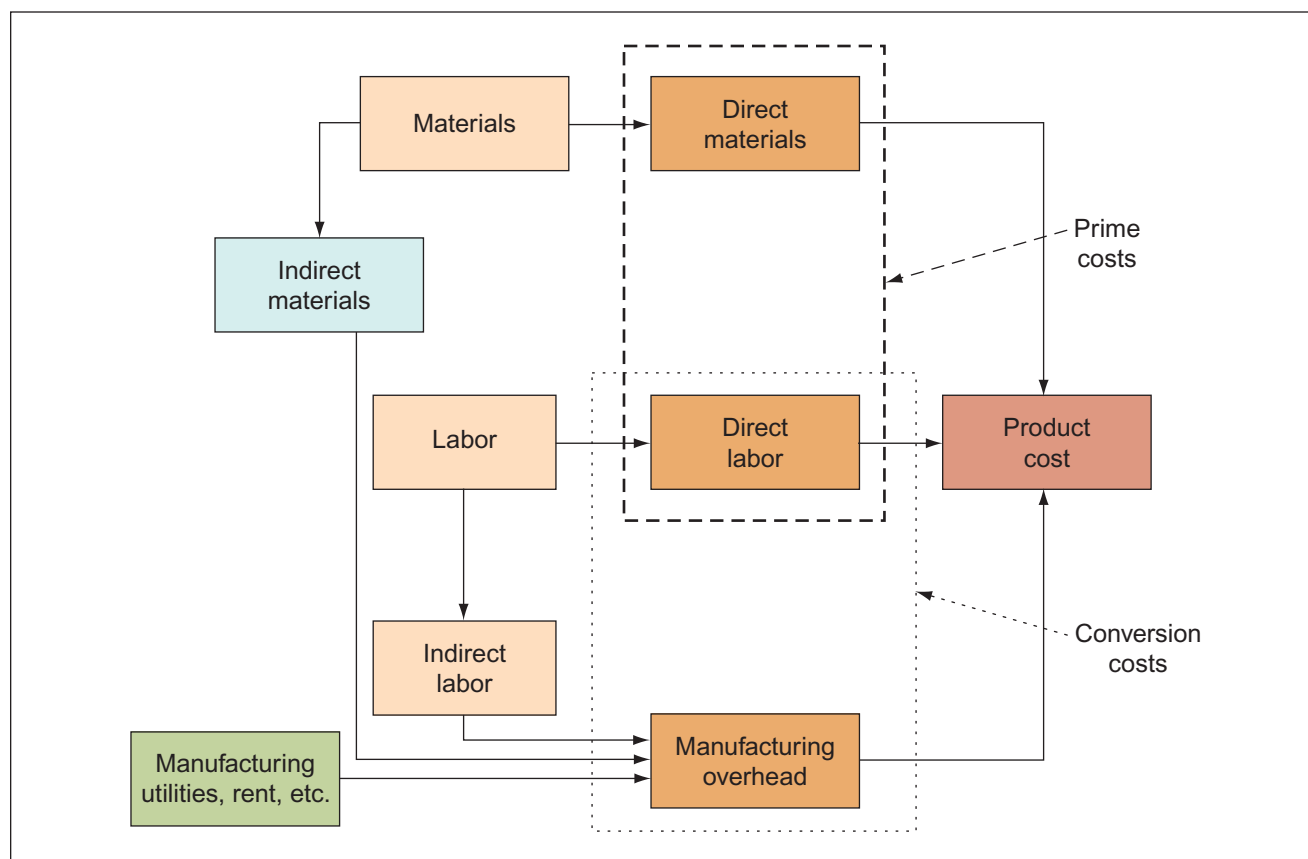 Materials
Direct
materials
Prime
costs
Indirect
materials
Labor
Direct
labor
Product
cost
Indirect
labor
Conversion
costs
Manufacturing
utilities, rent, etc.
Manufacturing
overhead